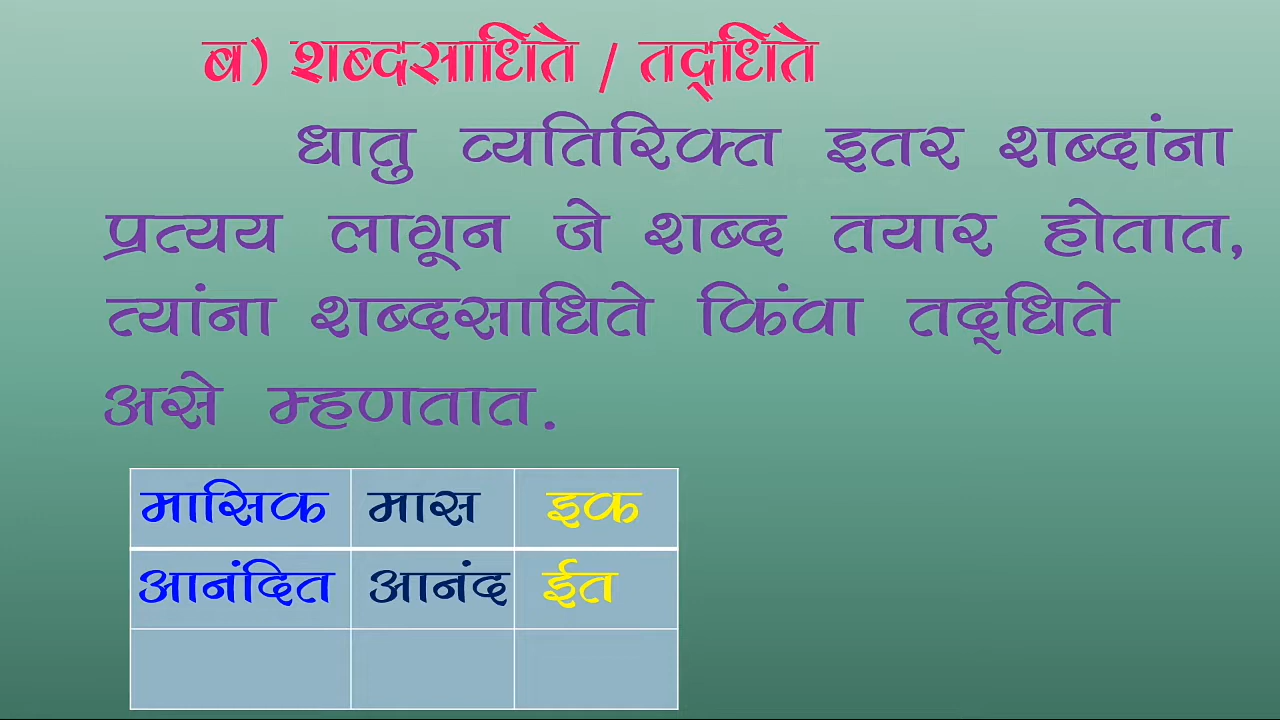 ब) शब्दसाधितै / तद्धितै
धातु व्यतिरिक्त इतर शब्दांना
प्रत्यय लागून जे शब्द तयार होतात,
त्यांना शब्दसाधिते किंवा तद्धिते
असे म्हणतात.
मासिक मास इक
आनंदित आनंद ईत